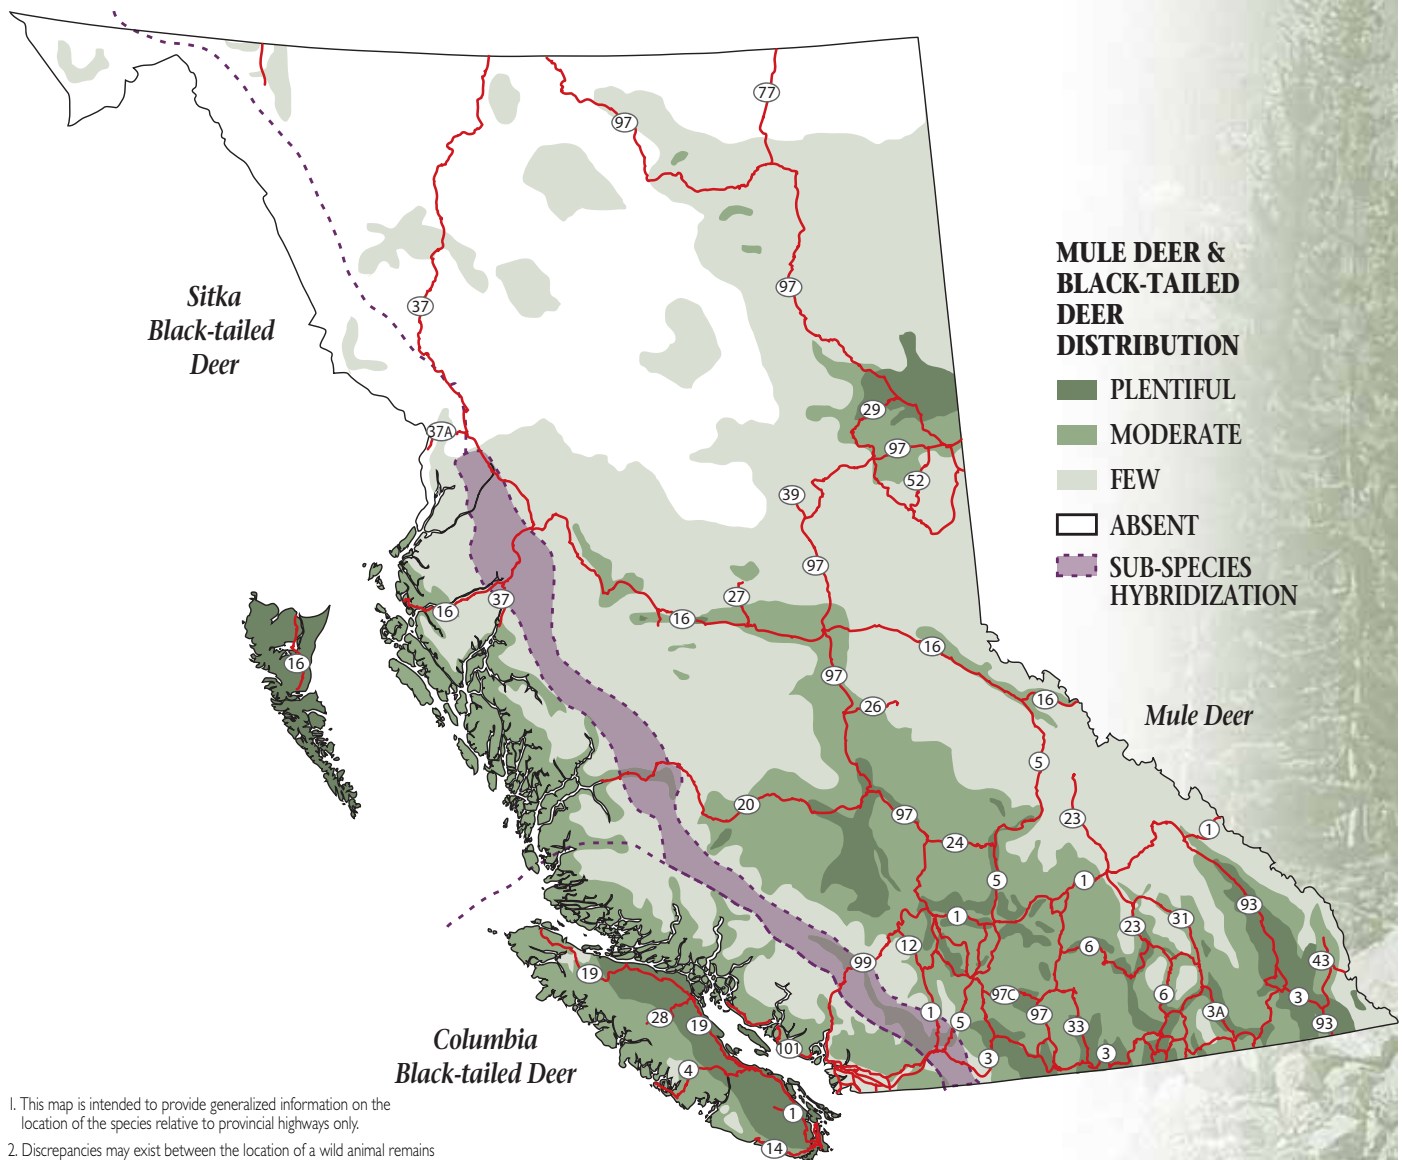 MULE DEER &
BLACK-TAILED
DEER
DISTRIBUTION
PLENTIFUL
MODERATE
FEW
ABSENT
SUB-SPECIES
HYBRIDIZATION
Sitka
Black-tailed
Deer
Mule Deer
Columbia
Black-tailed Deer
77
97
97
37
37A
29
97
52
39
97
27
16
37
16
16
16
16
97
26
5
20
97
24
23
1
5
1
93
1
31
23
12
6
99
43
19
97C
6
3
28
19
1
5
97
33
3A
93
101
3
3
4
1
14
1. This map is intended to provide generalized information on the
location of the species relative to provincial highways only.
2. Discrepancies may exist between the location of a wild animal remains